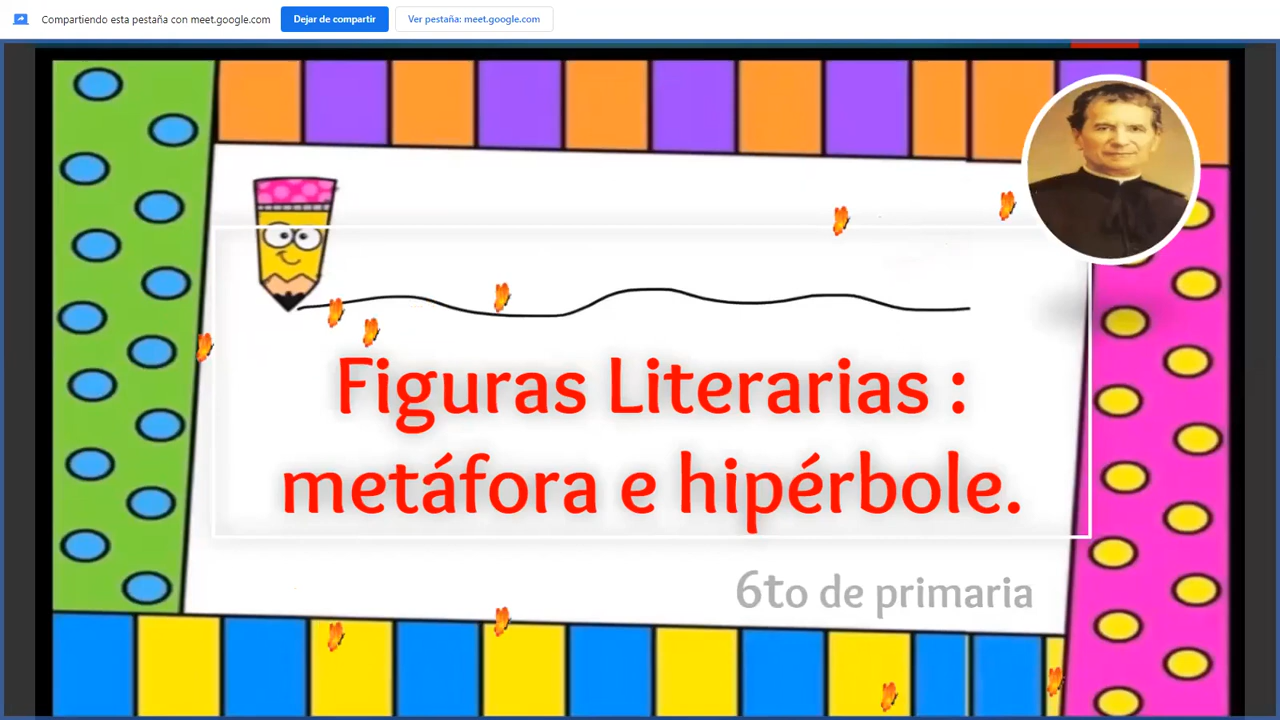 Compartiendo esta pestaña con meet.google.com
Dejar de compartir
Ver pestaña: meet.google.com
Figuras Literarias :
metáfora e hipérbole.
6to de primaria